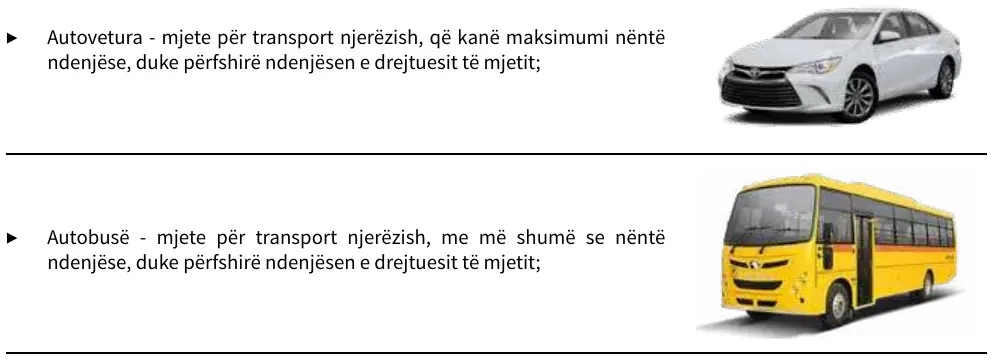 ▶ Autovetura - mjete për transport njerëzish, që kanë maksimumi nëntë
ndenjëse, duke përfshirë ndenjësen e drejtuesit të mjetit;
▶ Autobusë - mjete për transport njerëzish, me më shumë se nëntë
ndenjëse, duke përfshirë ndenjësen e drejtuesit të mjetit;